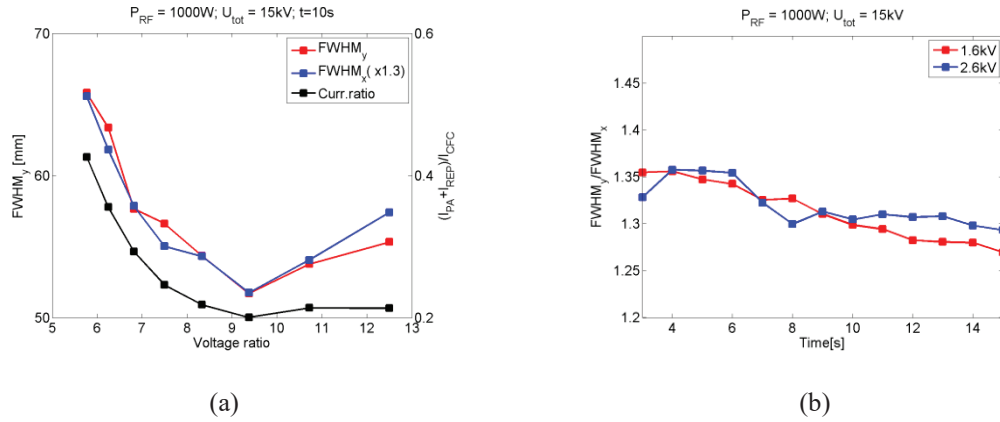 P_RF = 1000W; U_tot = 15kV; t=10s
70
60
50
FWHM_y [mm]
FWHM_y
FWHM_x( x1.3)
Curr.ratio
0.6
0.4
0.2
(I_PA+I_REP)/I_CFC
5 6 7 8 9 10 11 12 13
Voltage ratio
(a)
P_RF = 1000W; U_tot = 15kV
1.45
1.4
1.35
1.3
1.25
1.2
FWHM_y/FWHM_x
1.6kV
2.6kV
4 6 8 10 12 14
Time[s]
(b)